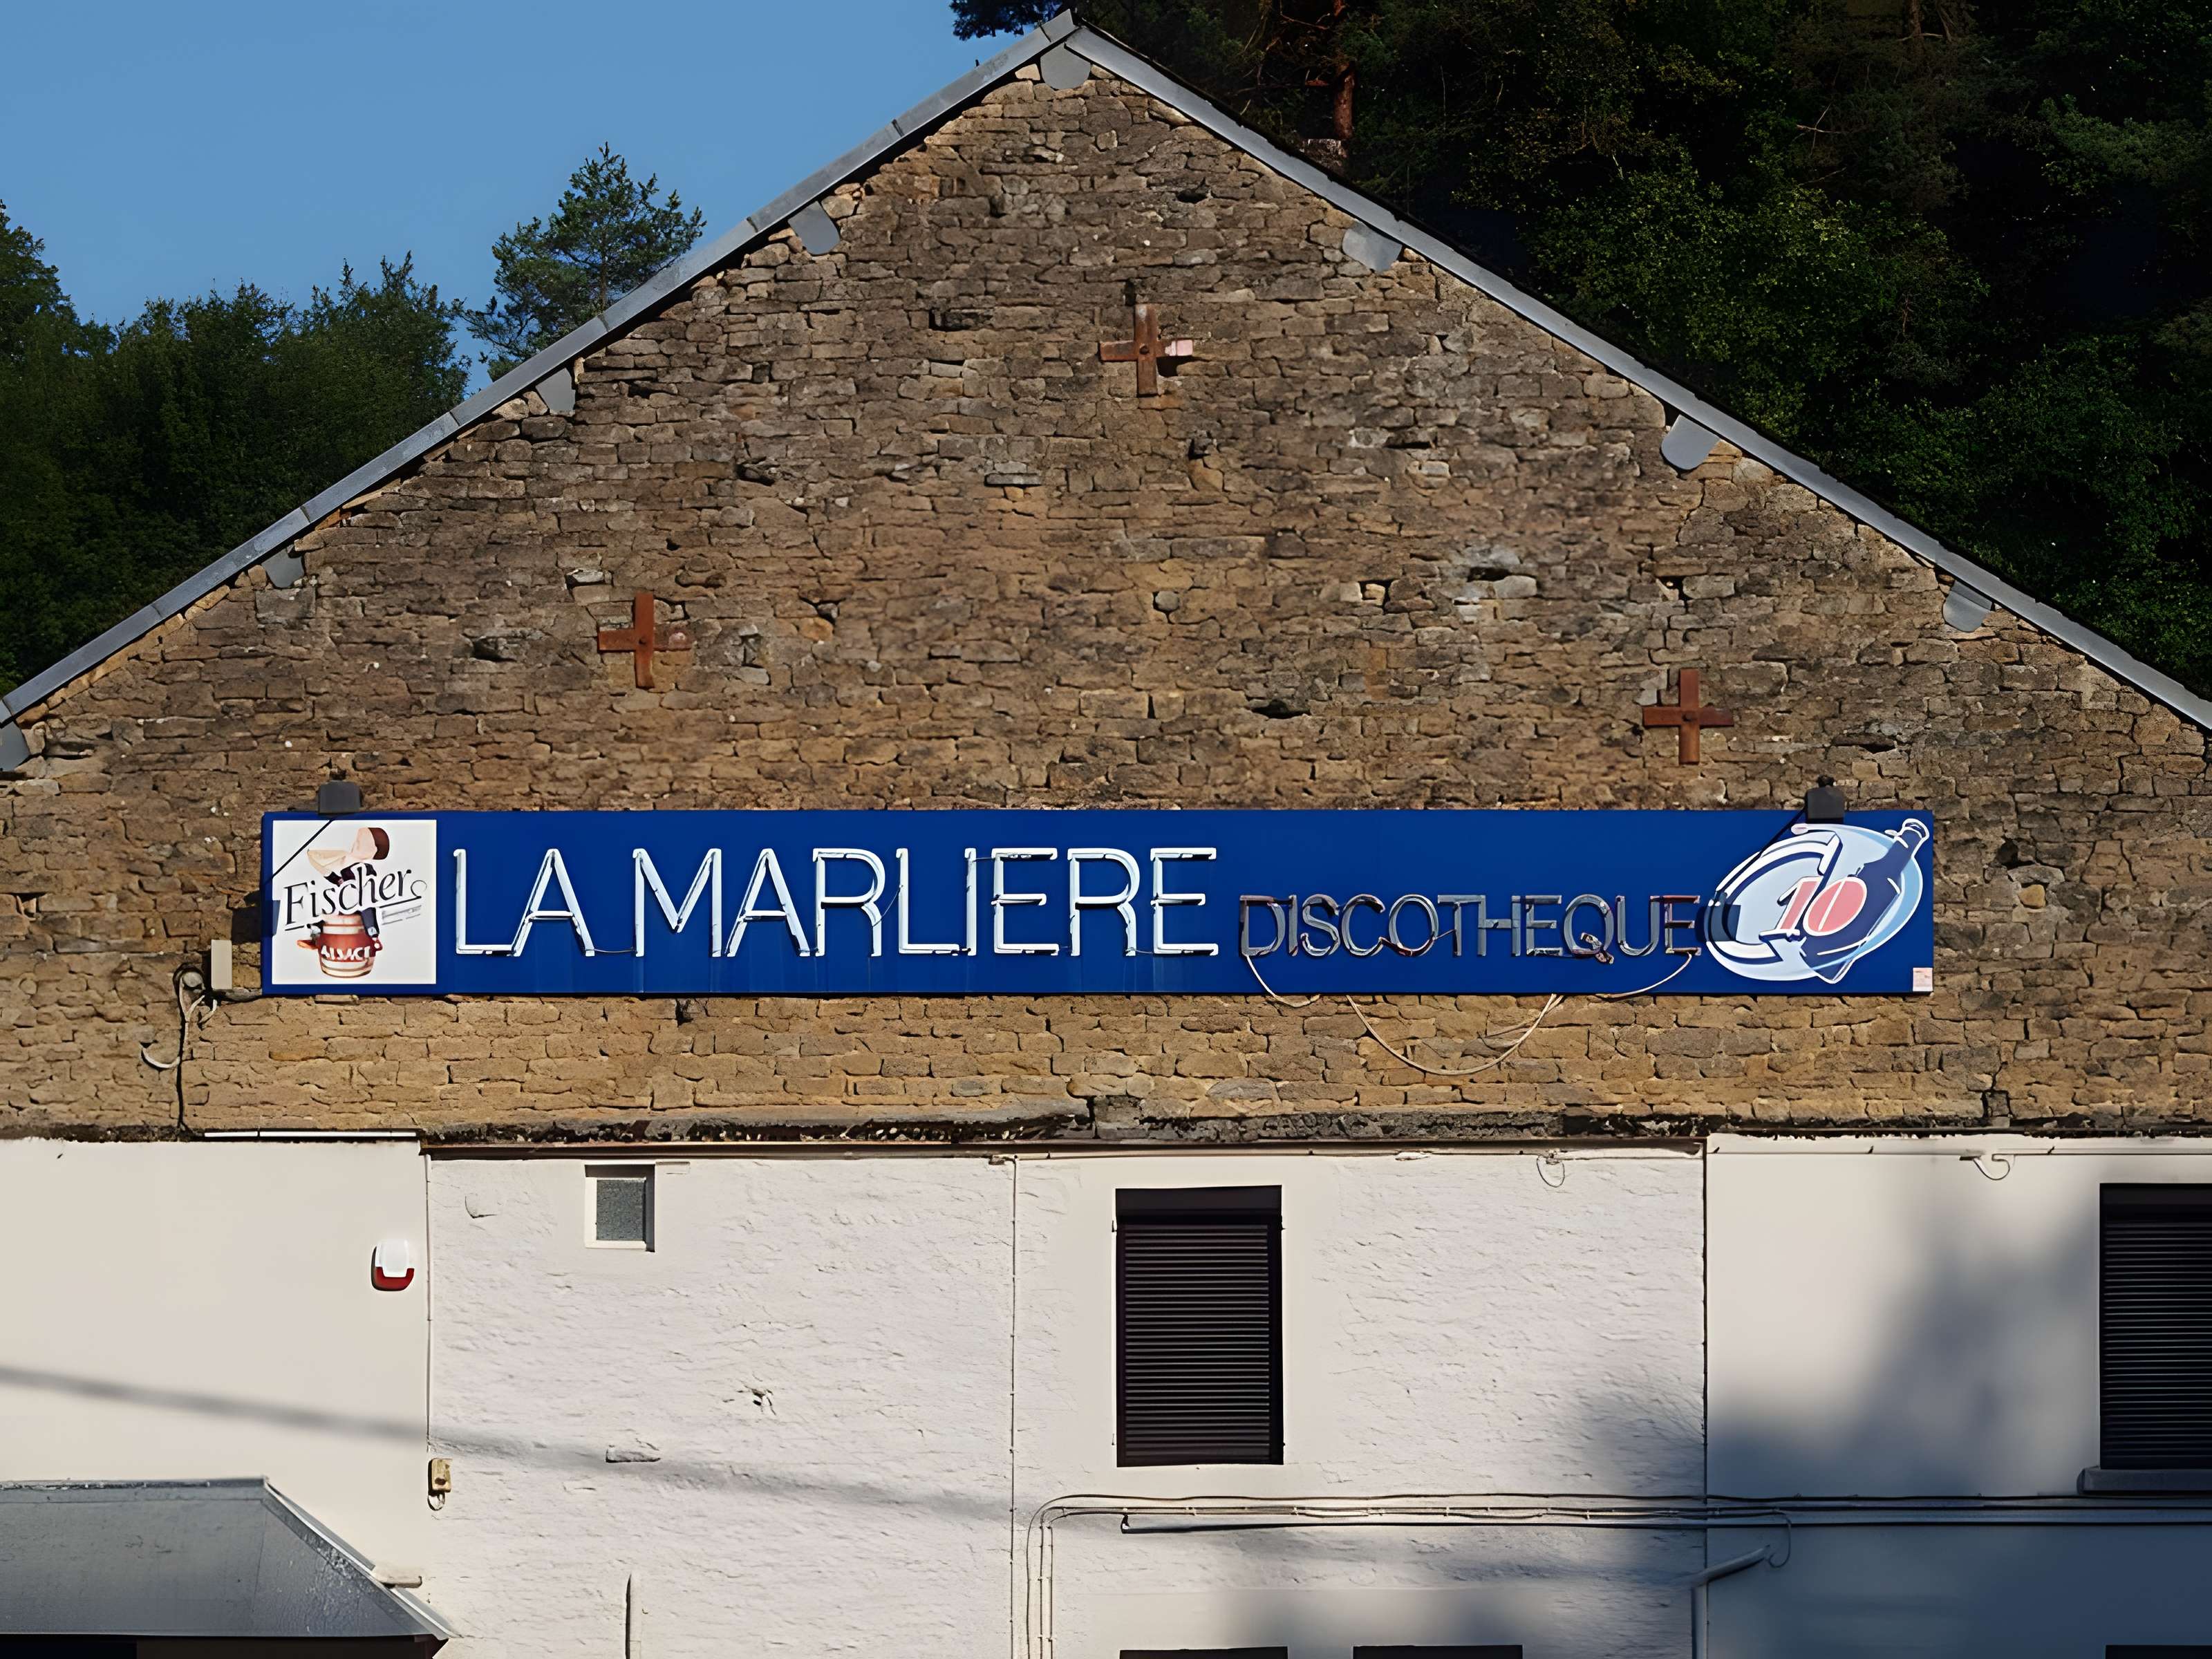 Fischer
ALSACE
LA MARLIERE
DISCOTHEQUE
10